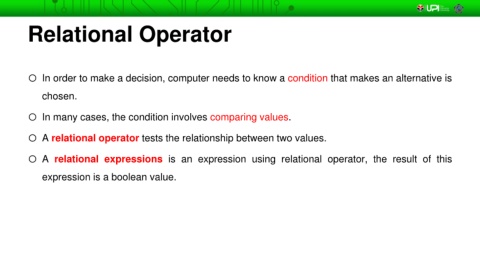 UPI
Relational Operator
In order to make a decision, computer needs to know a condition that makes an alternative is
chosen.
In many cases, the condition involves comparing values.
A relational operator tests the relationship between two values.
A relational expressions is an expression using relational operator, the result of this
expression is a boolean value.